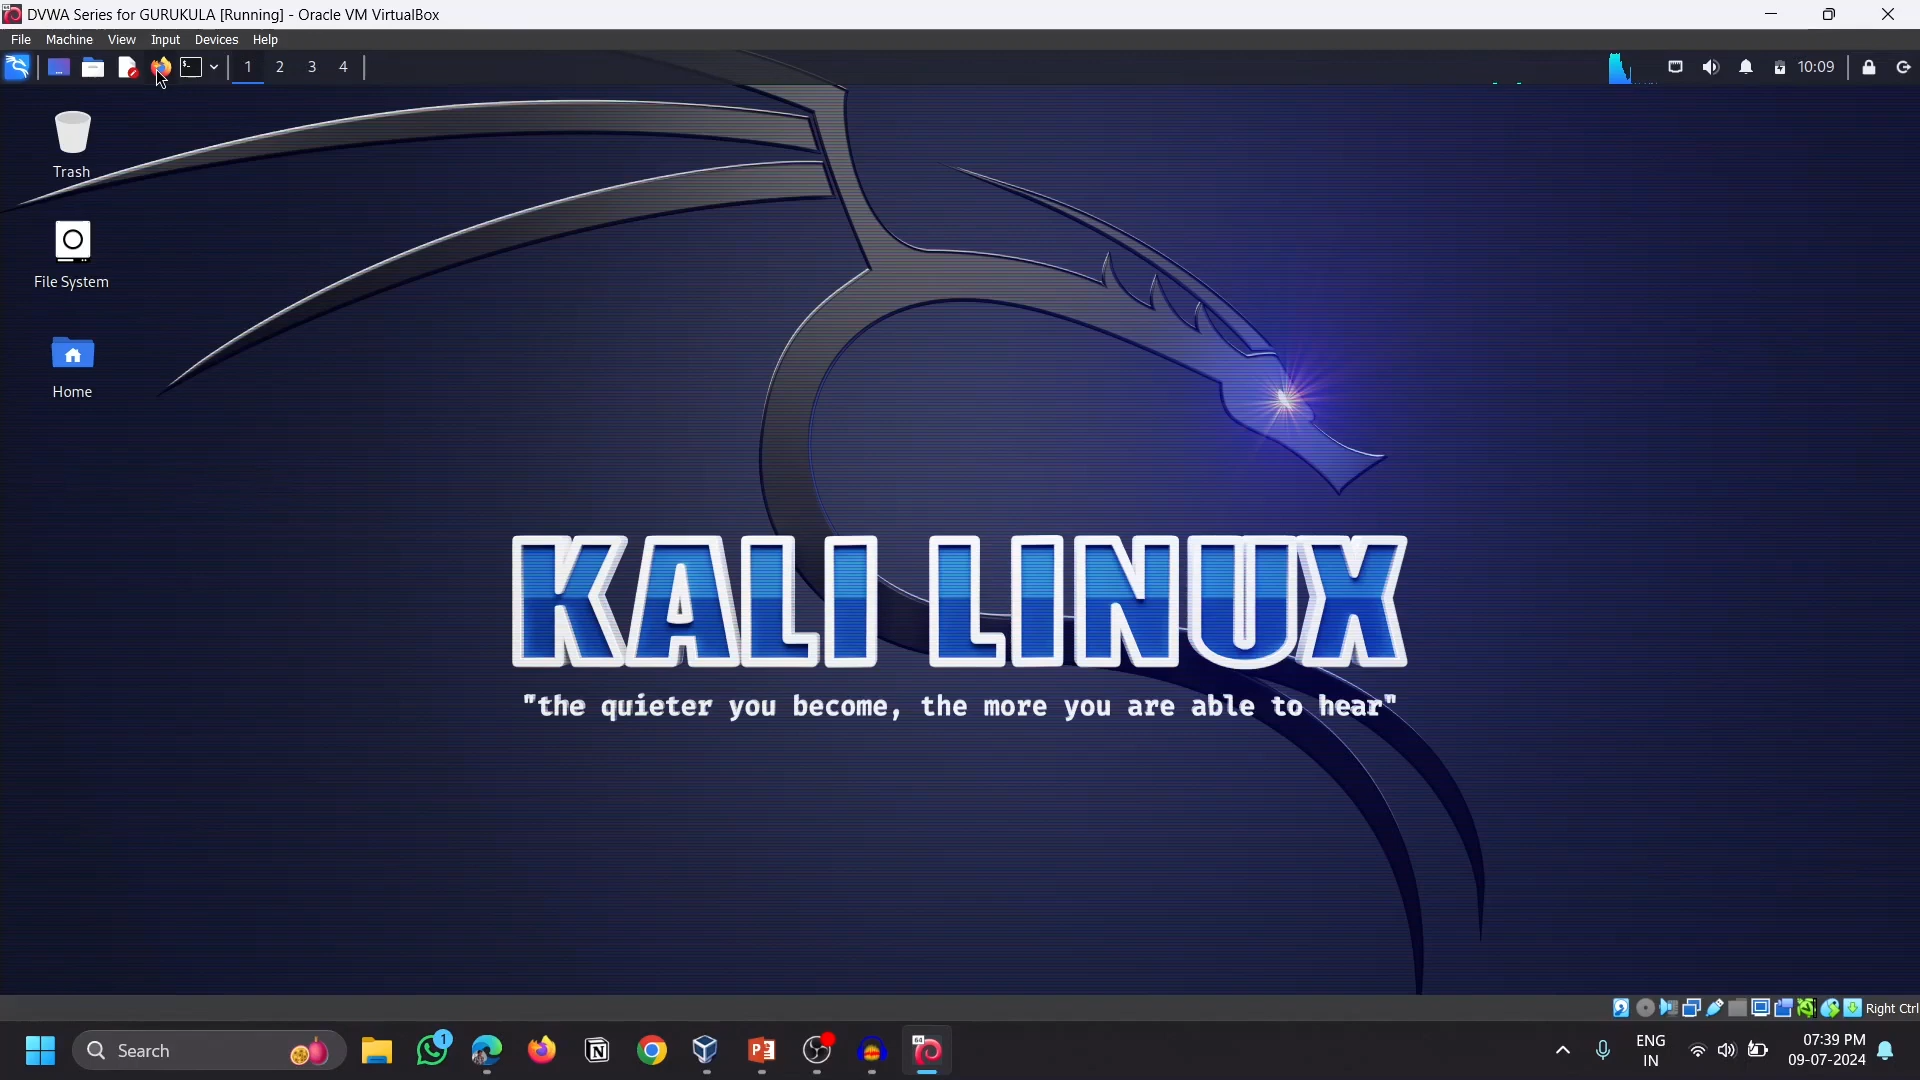 DVWA Series for GURUKULA [Running] - Oracle VM VirtualBox
File Machine View Input Devices Help
1 2 3 4
10:09
Trash
File System
Home
KALI LINUX
"the quieter you become, the more you are able to hear"
Right Ctrl
Search
1
64
ENG
IN
07:39 PM
09-07-2024